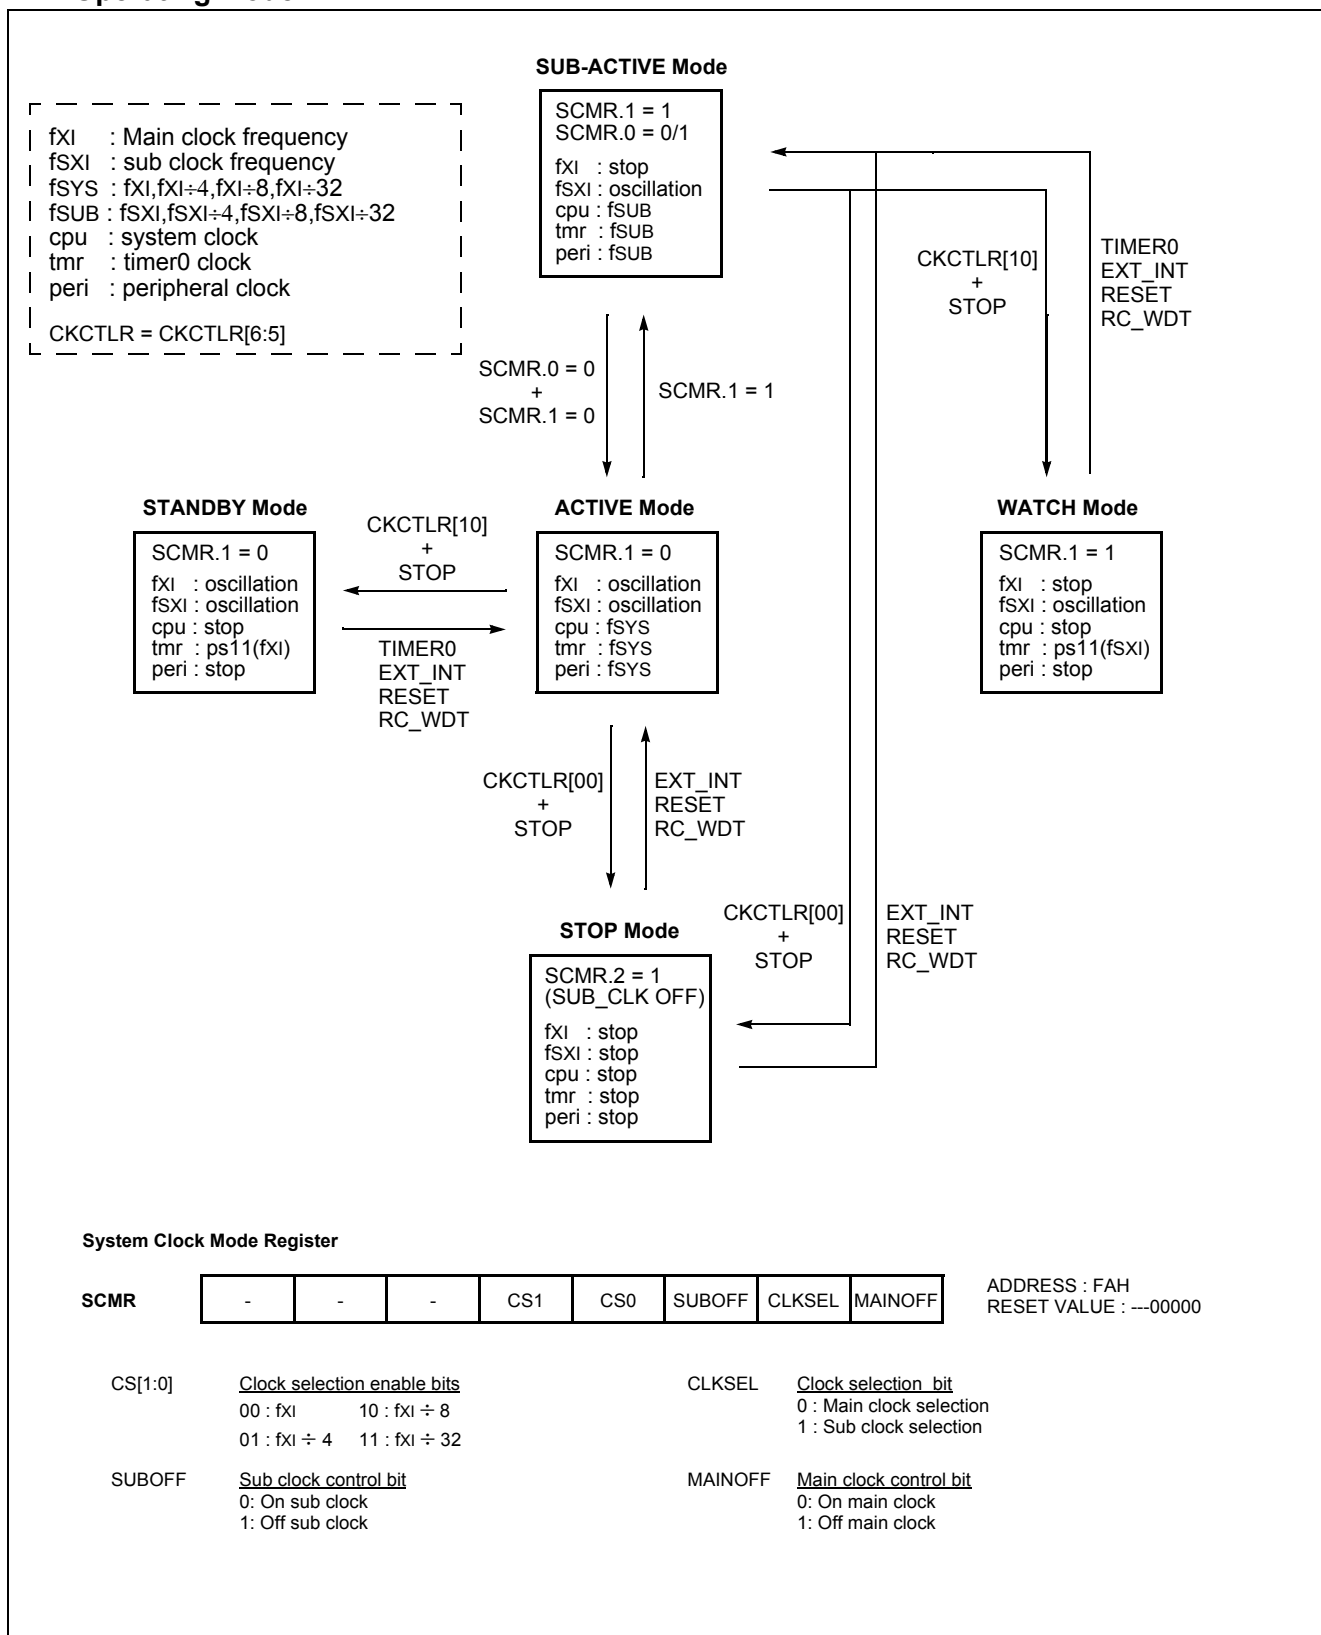 SUB-ACTIVE Mode
SCMR.1 = 1
SCMR.0 = 0/1
fXI : stop
fSXI : oscillation
cpu : fSUB
tmr : fSUB
peri : fSUB
fXI : Main clock frequency
fSXI : sub clock frequency
fSYS : fXI,fXI÷4,fXI÷8,fXI÷32
fSUB : fSXI,fSXI÷4,fSXI÷8,fSXI÷32
cpu : system clock
tmr : timer0 clock
peri : peripheral clock
CKCTLR = CKCTLR[6:5]
CKCTLR[10]
+
STOP
TIMER0
EXT_INT
RESET
RC_WDT
SCMR.0 = 0
+
SCMR.1 = 0
SCMR.1 = 1
STANDBY Mode
SCMR.1 = 0
fXI : oscillation
fSXI : oscillation
cpu : stop
tmr : ps11(fXI)
peri : stop
CKCTLR[10]
+
STOP
TIMER0
EXT_INT
RESET
RC_WDT
ACTIVE Mode
SCMR.1 = 0
fXI : oscillation
fSXI : oscillation
cpu : fSYS
tmr : fSYS
peri : fSYS
WATCH Mode
SCMR.1 = 1
fXI : stop
fSXI : oscillation
cpu : stop
tmr : ps11(fSXI)
peri : stop
CKCTLR[00]
+
STOP
EXT_INT
RESET
RC_WDT
STOP Mode
SCMR.2 = 1
(SUB_CLK OFF)
fXI : stop
fSXI : stop
cpu : stop
tmr : stop
peri : stop
CKCTLR[00]
+
STOP
EXT_INT
RESET
RC_WDT
System Clock Mode Register
SCMR - - - CS1 CS0 SUBOFF CLKSEL MAINOFF
ADDRESS : FAH
RESET VALUE : ---00000
CS[1:0] Clock selection enable bits
00 : fXI 10 : fXI ÷ 8
01 : fXI ÷ 4 11 : fXI ÷ 32
CLKSEL Clock selection bit
0 : Main clock selection
1 : Sub clock selection
SUBOFF Sub clock control bit
0: On sub clock
1: Off sub clock
MAINOFF Main clock control bit
0: On main clock
1: Off main clock